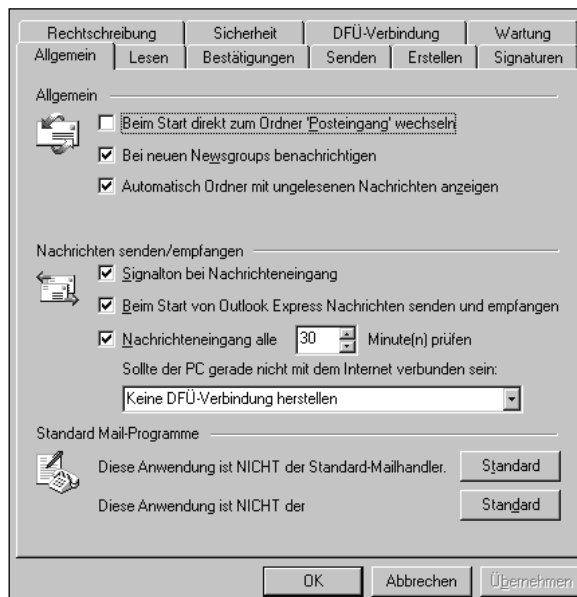 Rechtschreibung Sicherheit DFÜ-Verbindung Wartung
Allgemein Lesen Bestätigungen Senden Erstellen Signaturen
Allgemein
Beim Start direkt zum Ordner 'Posteingang' wechseln
Bei neuen Newsgroups benachrichtigen
Automatisch Ordner mit ungelesenen Nachrichten anzeigen
Nachrichten senden/empfangen
Signalton bei Nachrichteneingang
Beim Start von Outlook Express Nachrichten senden und empfangen
Nachrichteneingang alle 30 Minute(n) prüfen
Sollte der PC gerade nicht mit dem Internet verbunden sein:
Keine DFÜ-Verbindung herstellen
Standard Mail-Programme
Diese Anwendung ist NICHT der Standard-Mailhandler. Standard
Diese Anwendung ist NICHT der Standard
OK Abbrechen Übernehmen